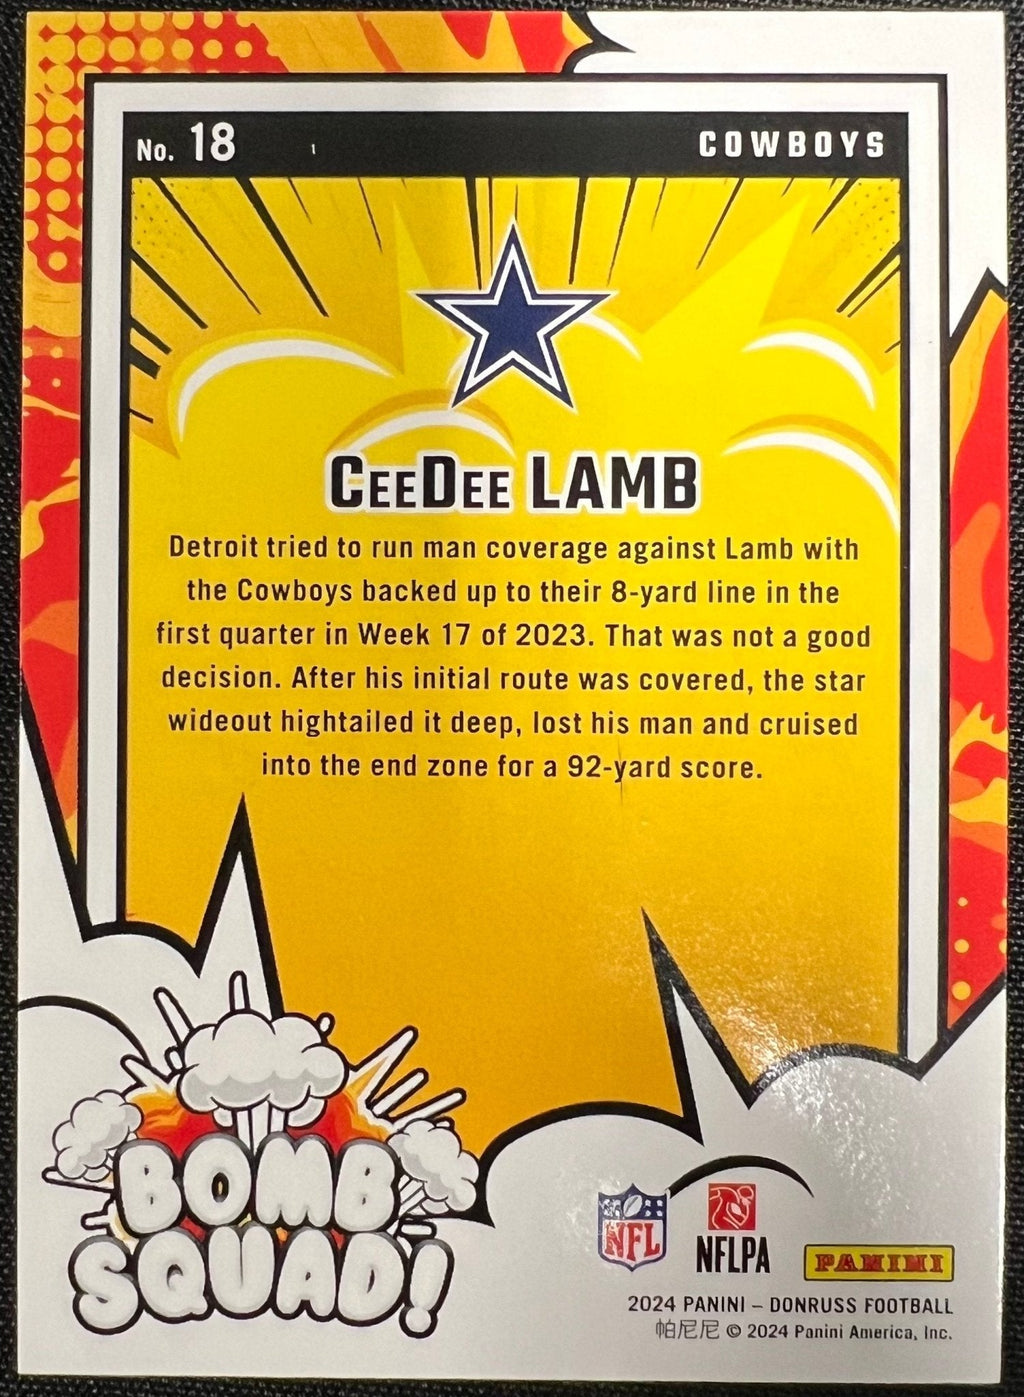 No. 18
COWBOYS
CEEDEE LAMB
Detroit tried to run man coverage against Lamb with
the Cowboys backed up to their 8-yard line in the
first quarter in Week 17 of 2023. That was not a good
decision. After his initial route was covered, the star
wideout hightailed it deep, lost his man and cruised
into the end zone for a 92-yard score.
BOMB
SQUAD!
NFL
NFLPA
PANINI
2024 PANINI – DONRUSS FOOTBALL
帕尼尼 © 2024 Panini America, Inc.